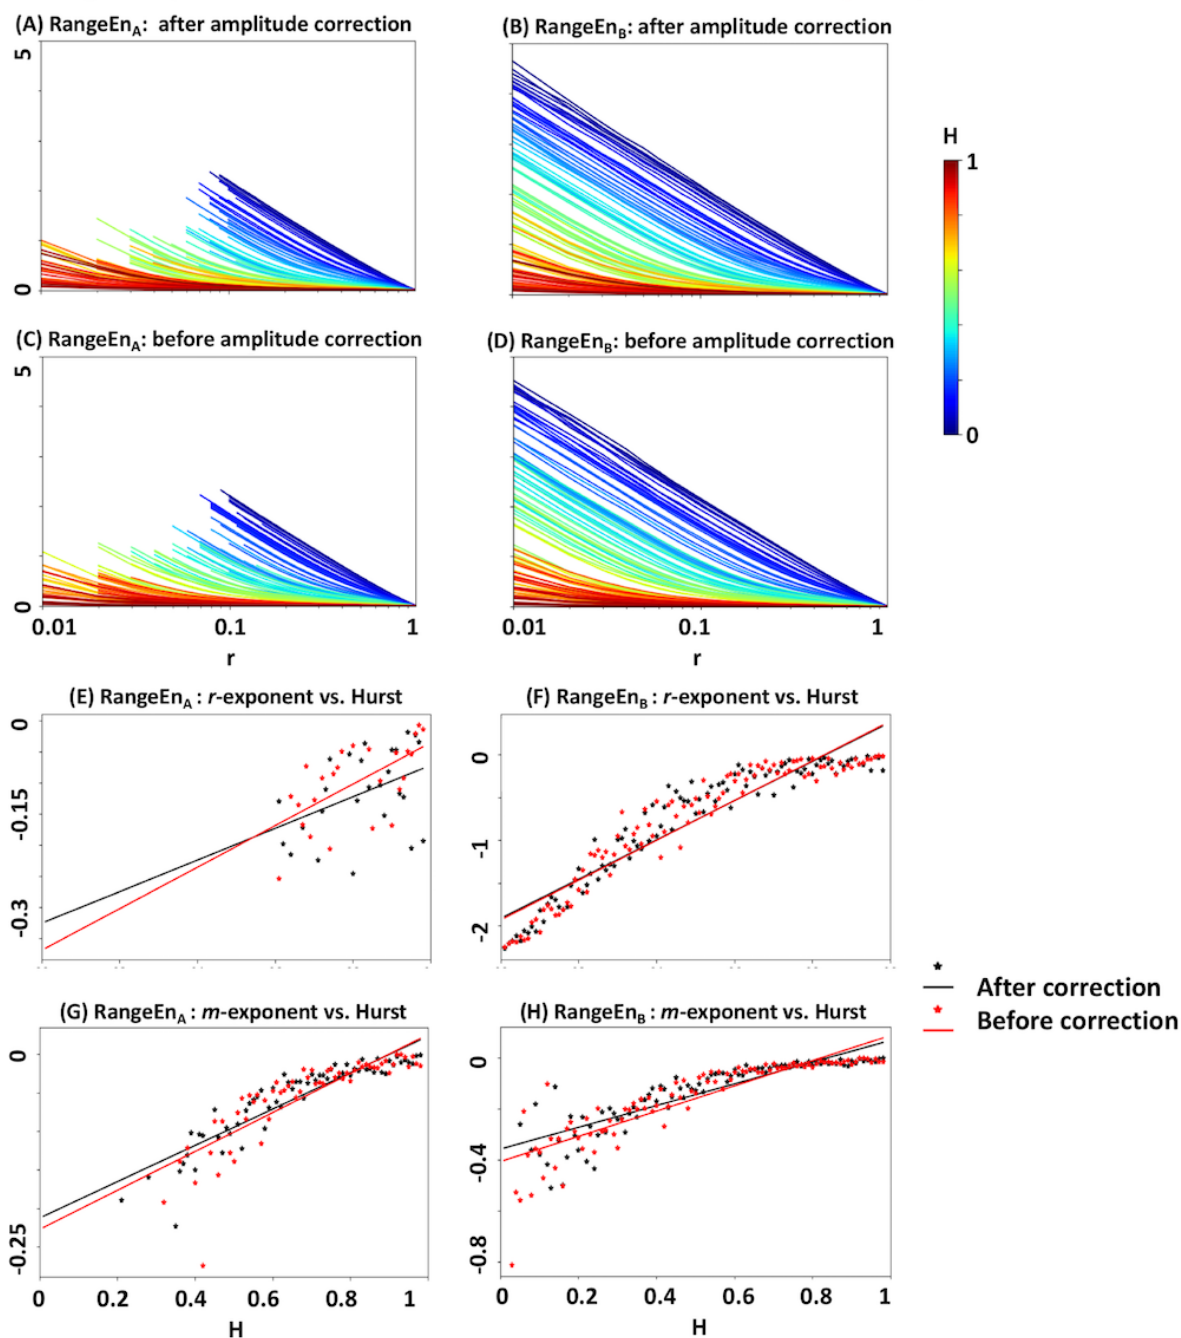 (A) RangeEnA: after amplitude correction
(B) RangeEnB: after amplitude correction
5
0
H
1
0
(C) RangeEnA: before amplitude correction
(D) RangeEnB: before amplitude correction
5
0
0.01 0.1 1
r
0.01 0.1 1
r
(E) RangeEnA : r-exponent vs. Hurst
(F) RangeEnB : r-exponent vs. Hurst
0
-0.15
-0.3
0
-1
-2
After correction
Before correction
(G) RangeEnA : m-exponent vs. Hurst
(H) RangeEnB : m-exponent vs. Hurst
0
-0.25
0
-0.4
-0.8
0 0.2 0.4 0.6 0.8 1
H
0 0.2 0.4 0.6 0.8 1
H